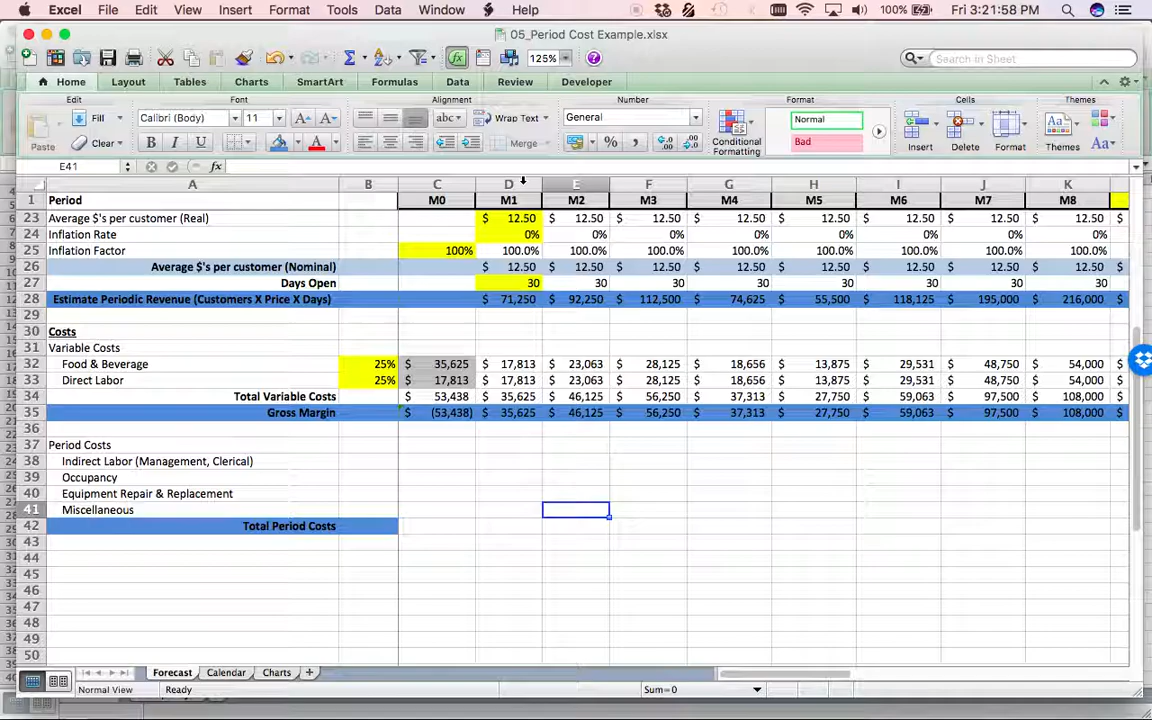 Excel File Edit View Insert Format Tools Data Window Help 100% Fri 3:21:58 PM
05_Period Cost Example.xlsx
125% Search in Sheet
Home Layout Tables Charts SmartArt Formulas Data Review Developer
Edit Font Alignment Number Format Cells Themes
Fill Calibri (Body) 11 A A abc Wrap Text General Normal
Paste Clear B I U A Merge % Conditional Formatting Bad Insert Delete Format Themes Aa
E41 fx
A B C D E F G H I J K
1 Period M0 M1 M2 M3 M4 M5 M6 M7 M8
23 Average $'s per customer (Real) $ 12.50 $ 12.50 $ 12.50 $ 12.50 $ 12.50 $ 12.50 $ 12.50 $ 12.50 $
24 Inflation Rate 0% 0% 0% 0% 0% 0% 0% 0%
25 Inflation Factor 100% 100.0% 100.0% 100.0% 100.0% 100.0% 100.0% 100.0% 100.0%
26 Average $'s per customer (Nominal) $ 12.50 $ 12.50 $ 12.50 $ 12.50 $ 12.50 $ 12.50 $ 12.50 $ 12.50 $
27 Days Open 30 30 30 30 30 30 30 30
28 Estimate Periodic Revenue (Customers X Price X Days) $ 71,250 $ 92,250 $ 112,500 $ 74,625 $ 55,500 $ 118,125 $ 195,000 $ 216,000 $
29
30 Costs
31 Variable Costs
32 Food & Beverage 25% $ 35,625 $ 17,813 $ 23,063 $ 28,125 $ 18,656 $ 13,875 $ 29,531 $ 48,750 $ 54,000 $
33 Direct Labor 25% $ 17,813 $ 17,813 $ 23,063 $ 28,125 $ 18,656 $ 13,875 $ 29,531 $ 48,750 $ 54,000 $
34 Total Variable Costs $ 53,438 $ 35,625 $ 46,125 $ 56,250 $ 37,313 $ 27,750 $ 59,063 $ 97,500 $ 108,000 $
35 Gross Margin $ (53,438) $ 35,625 $ 46,125 $ 56,250 $ 37,313 $ 27,750 $ 59,063 $ 97,500 $ 108,000 $
36
37 Period Costs
38 Indirect Labor (Management, Clerical)
39 Occupancy
40 Equipment Repair & Replacement
41 Miscellaneous
42 Total Period Costs
43
44
45
46
47
48
49
50
Forecast Calendar Charts
Normal View Ready Sum=0